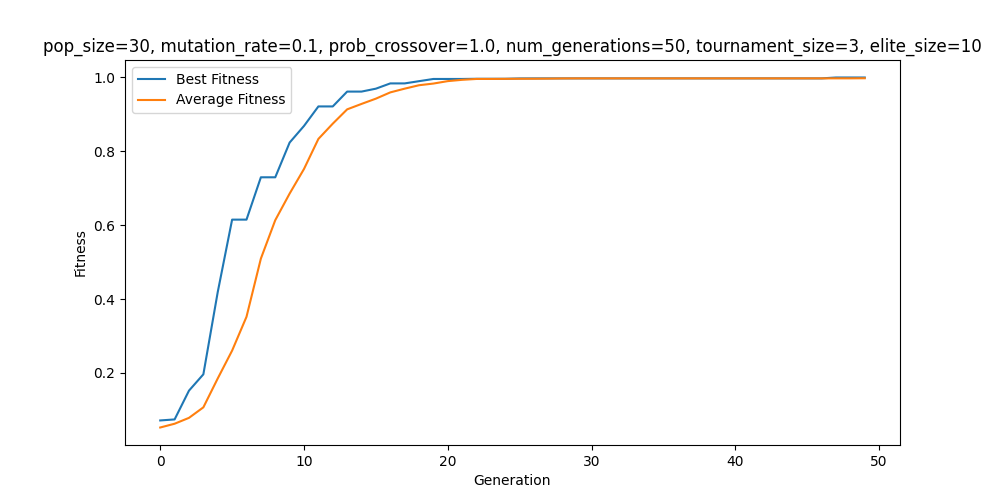 pop_size=30, mutation_rate=0.1, prob_crossover=1.0, num_generations=50, tournament_size=3, elite_size=10
Best Fitness
Average Fitness
Fitness
1.0
0.8
0.6
0.4
0.2
0 10 20 30 40 50
Generation